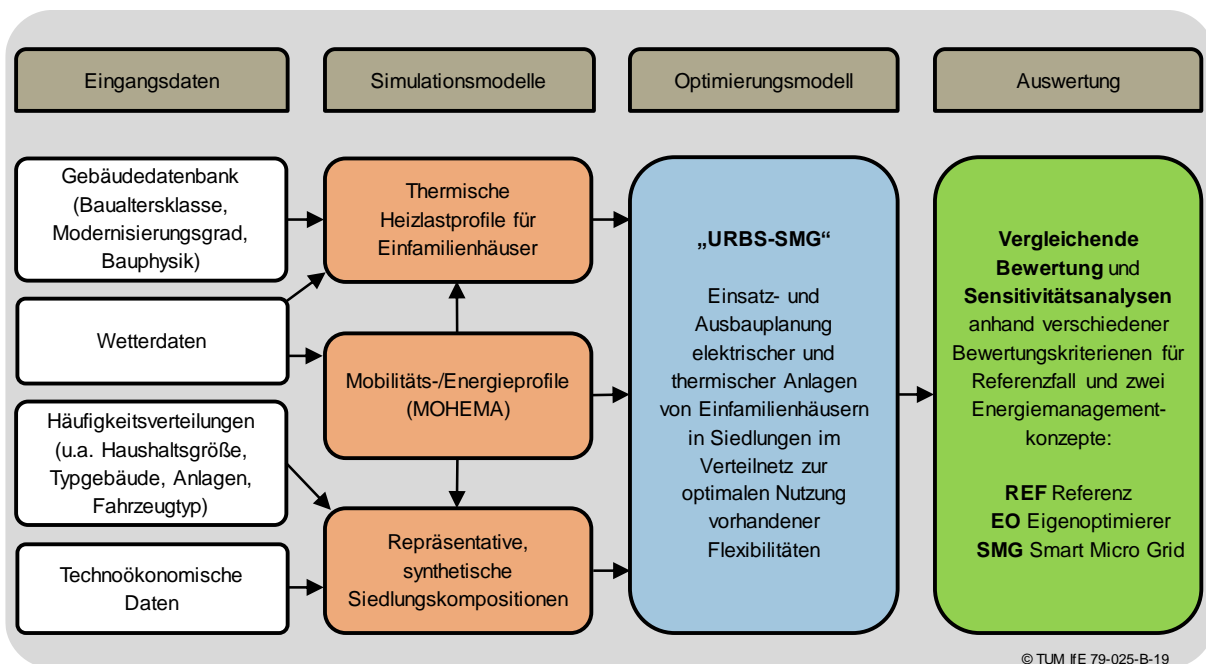 Eingangsdaten
Simulationsmodelle
Optimierungsmodell
Auswertung
Gebäudedatenbank
(Baualtersklasse,
Modernisierungsgrad,
Bauphysik)
Wetterdaten
Häufigkeitsverteilungen
(u.a. Haushaltsgröße,
Typgebäude, Anlagen,
Fahrzeugtyp)
Technoökonomische
Daten
Thermische
Heizlastprofile für
Einfamilienhäuser
Mobilitäts-/Energieprofile
(MOHEMA)
Repräsentative,
synthetische
Siedlungskompositionen
„URBS-SMG“
Einsatz- und
Ausbauplanung
elektrischer und
thermischer Anlagen
von Einfamilienhäusern
in Siedlungen im
Verteilnetz zur
optimalen Nutzung
vorhandener
Flexibilitäten
Vergleichende
Bewertung und
Sensitivitätsanalysen
anhand verschiedener
Bewertungskriterienen für
Referenzfall und zwei
Energiemanagement-
konzepte:
REF Referenz
EO Eigenoptimierer
SMG Smart Micro Grid
© TUM IfE 79-025-B-19